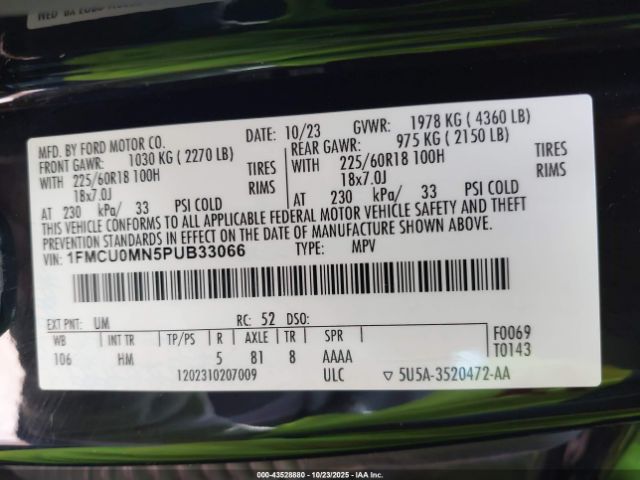 MFD. BY FORD MOTOR CO.
DATE: 10/23 GVWR: 1978 KG ( 4360 LB)
FRONT GAWR: 1030 KG ( 2270 LB) REAR GAWR: 975 KG ( 2150 LB)
WITH 225/60R18 100H TIRES WITH 225/60R18 100H TIRES
18x7.0J RIMS 18x7.0J RIMS
AT 230 kPa/ 33 PSI COLD AT 230 kPa/ 33 PSI COLD
THIS VEHICLE CONFORMS TO ALL APPLICABLE FEDERAL MOTOR VEHICLE SAFETY AND THEFT
PREVENTION STANDARDS IN EFFECT ON THE DATE OF MANUFACTURE SHOWN ABOVE.
VIN: 1FMCU0MN5PUB33066 TYPE: MPV
EXT PNT: UM RC: 52 DSO:
WB INT TR TP/PS R AXLE TR SPR F0069
106 HM 5 81 8 AAAA T0143
1202310207009 ULC ▽ 5U5A-3520472-AA
00-43528880 | 10/23/2025 | IAA, Inc.